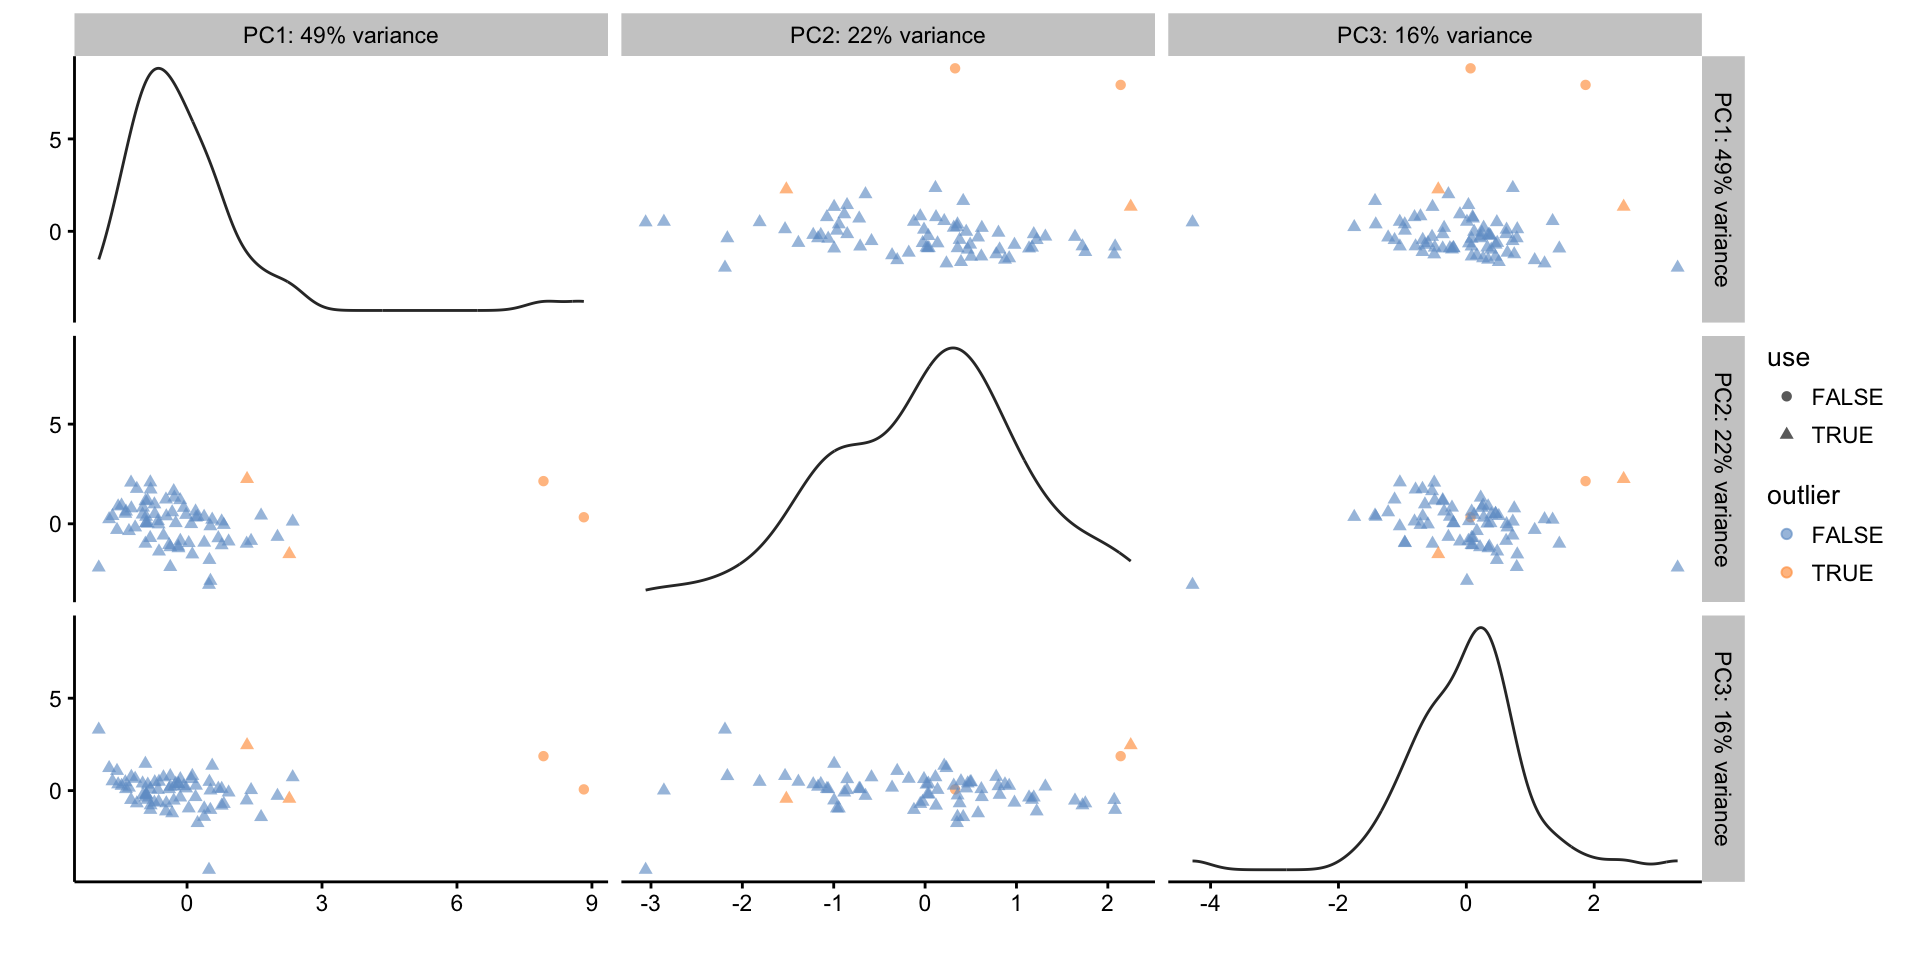 PC1: 49% variance
PC2: 22% variance
PC3: 16% variance
5
0
PC1: 49% variance
5
0
PC2: 22% variance
5
0
PC3: 16% variance
0 3 6 9
-3 -2 -1 0 1 2
-4 -2 0 2
use
FALSE
TRUE
outlier
FALSE
TRUE